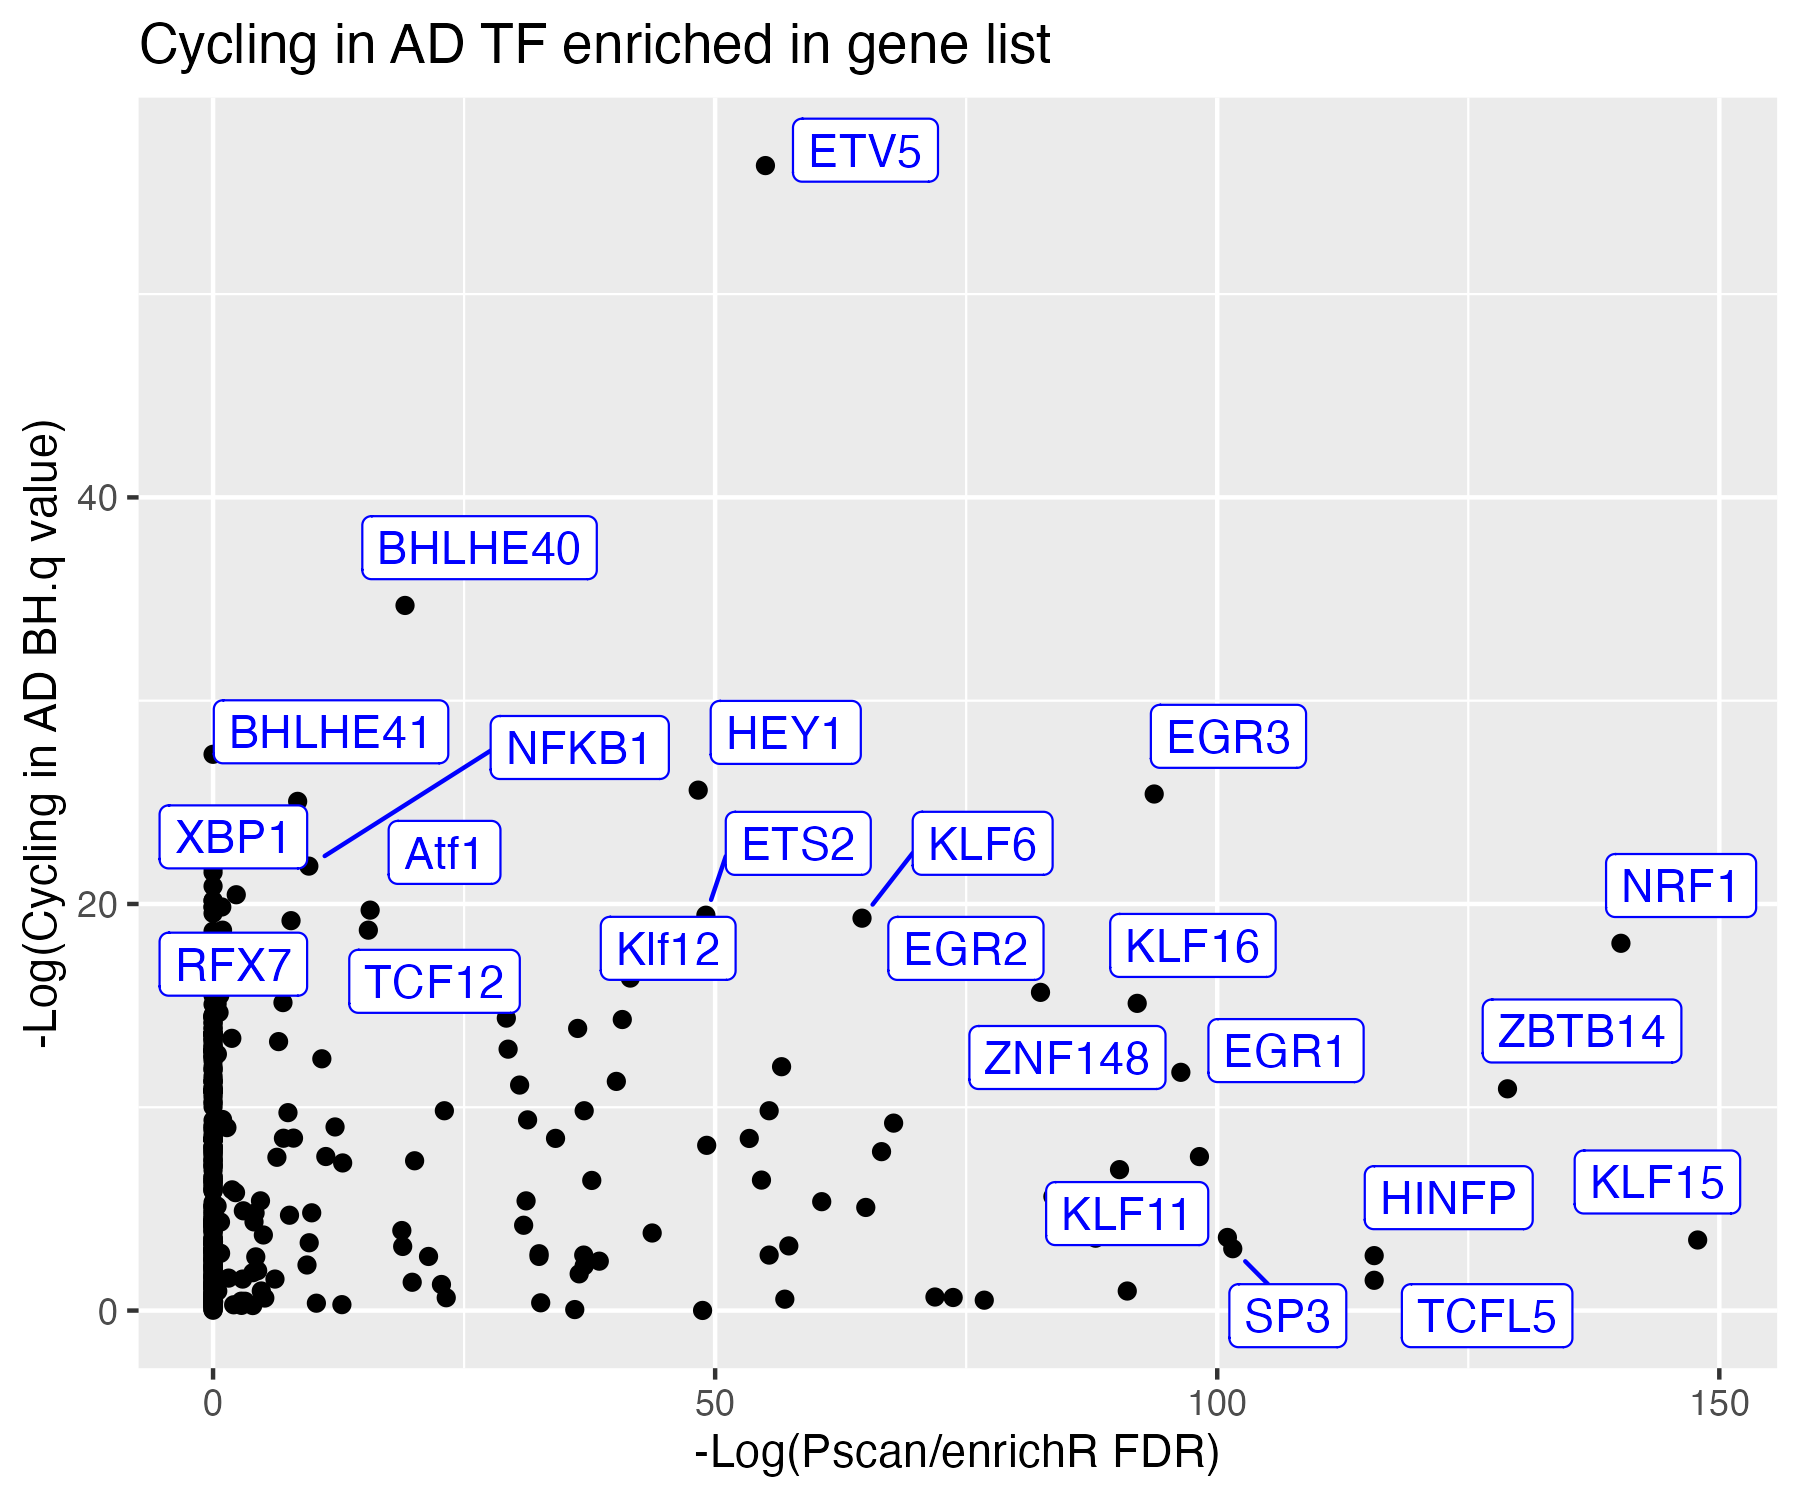 Cycling in AD TF enriched in gene list
ETV5
-Log(Cycling in AD BH.q value)
40
BHLHE40
BHLHE41
NFKB1
HEY1
EGR3
XBP1
Atf1
ETS2
KLF6
NRF1
20
RFX7
TCF12
Klf12
EGR2
KLF16
ZNF148
EGR1
ZBTB14
KLF11
HINFP
KLF15
0
SP3
TCFL5
0
50
100
150
-Log(Pscan/enrichR FDR)